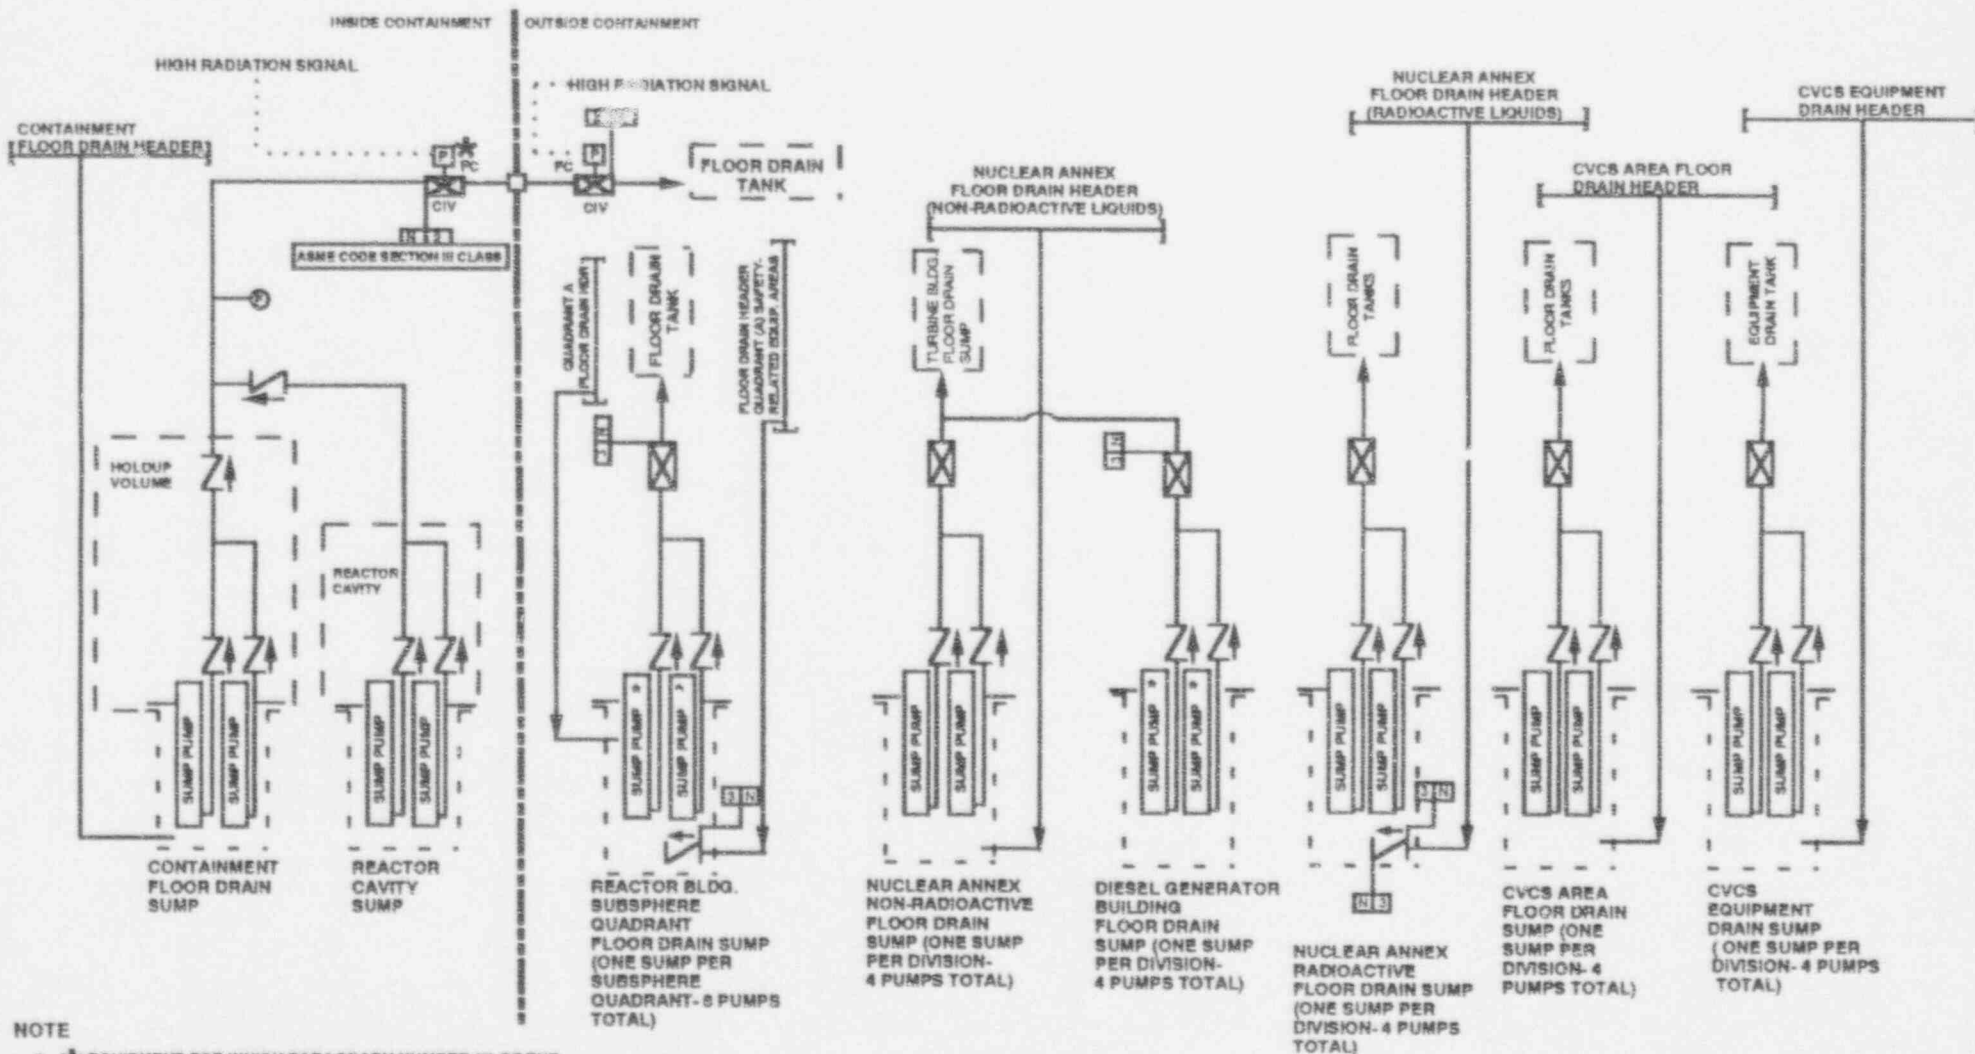 INSIDE CONTAINMENT
OUTSIDE CONTAINMENT
HIGH RADIATION SIGNAL
HIGH RADIATION SIGNAL
CONTAINMENT
FLOOR DRAIN HEADER
P
FC
CIV
N 2
ASME CODE SECTION III CLASS
P
FC
CIV
FLOOR DRAIN
TANK
P
HOLDUP
VOLUME
REACTOR
CAVITY
SUMP PUMP
SUMP PUMP
CONTAINMENT
FLOOR DRAIN
SUMP
SUMP PUMP
SUMP PUMP
REACTOR
CAVITY
SUMP
QUADRANT A
FLOOR DRAIN HDR
FLOOR DRAIN
TANK
FLOOR DRAIN HEADER
QUADRANT (A) SAFETY-
RELATED EQUIP. AREAS
3 N
SUMP PUMP *
SUMP PUMP *
3 N
REACTOR BLDG.
SUBSPHERE
QUADRANT
FLOOR DRAIN SUMP
(ONE SUMP PER
SUBSPHERE
QUADRANT- 8 PUMPS
TOTAL)
NUCLEAR ANNEX
FLOOR DRAIN HEADER
(NON-RADIOACTIVE LIQUIDS)
TURBINE BLDG.
FLOOR DRAIN
SUMP
SUMP PUMP
SUMP PUMP
NUCLEAR ANNEX
NON-RADIOACTIVE
FLOOR DRAIN
SUMP (ONE SUMP
PER DIVISION-
4 PUMPS TOTAL)
3 N
SUMP PUMP *
SUMP PUMP *
DIESEL GENERATOR
BUILDING
FLOOR DRAIN
SUMP (ONE SUMP
PER DIVISION-
4 PUMPS TOTAL)
NUCLEAR ANNEX
FLOOR DRAIN HEADER
(RADIOACTIVE LIQUIDS)
FLOOR DRAIN
TANKS
SUMP PUMP
SUMP PUMP
3 N
N 3
NUCLEAR ANNEX
RADIOACTIVE
FLOOR DRAIN SUMP
(ONE SUMP PER
DIVISION- 4 PUMPS
TOTAL)
CVCS AREA FLOOR
DRAIN HEADER
FLOOR DRAIN
TANKS
SUMP PUMP
SUMP PUMP
CVCS AREA
FLOOR DRAIN
SUMP (ONE
SUMP PER
DIVISION- 4
PUMPS TOTAL)
CVCS EQUIPMENT
DRAIN HEADER
EQUIPMENT
DRAIN TANK
SUMP PUMP
SUMP PUMP
CVCS
EQUIPMENT
DRAIN SUMP
( ONE SUMP PER
DIVISION- 4 PUMPS
TOTAL)
NOTE